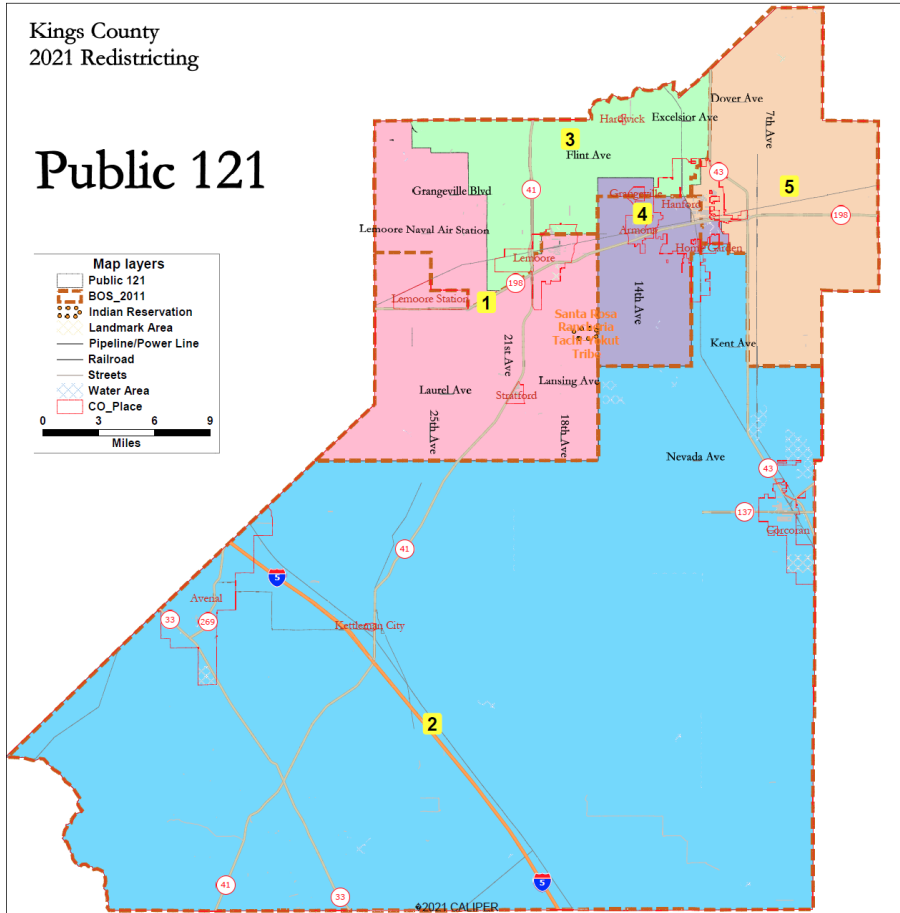 Kings County
2021 Redistricting
Public 121
Map layers
Public 121
BOS_2011
Indian Reservation
Landmark Area
Pipeline/Power Line
Railroad
Streets
Water Area
CO_Place
0 3 6 9
Miles
Dover Ave
Hardwick
Excelsior Ave
7th Ave
3
Flint Ave
43
5
Grangeville Blvd
41
Grangeville
Hanford
4
198
Lemoore Naval Air Station
Armona
Lemoore
Home Garden
198
Lemoore Station
1
14th Ave
Santa Rosa
Rancheria
Tachi-Yokut
Tribe
21st Ave
Kent Ave
Laurel Ave
Lansing Ave
Stratford
25th Ave
18th Ave
Nevada Ave
43
137
Corcoran
41
5
Avenal
33
269
Kettleman City
2
41
33
5
�2021 CALIPER